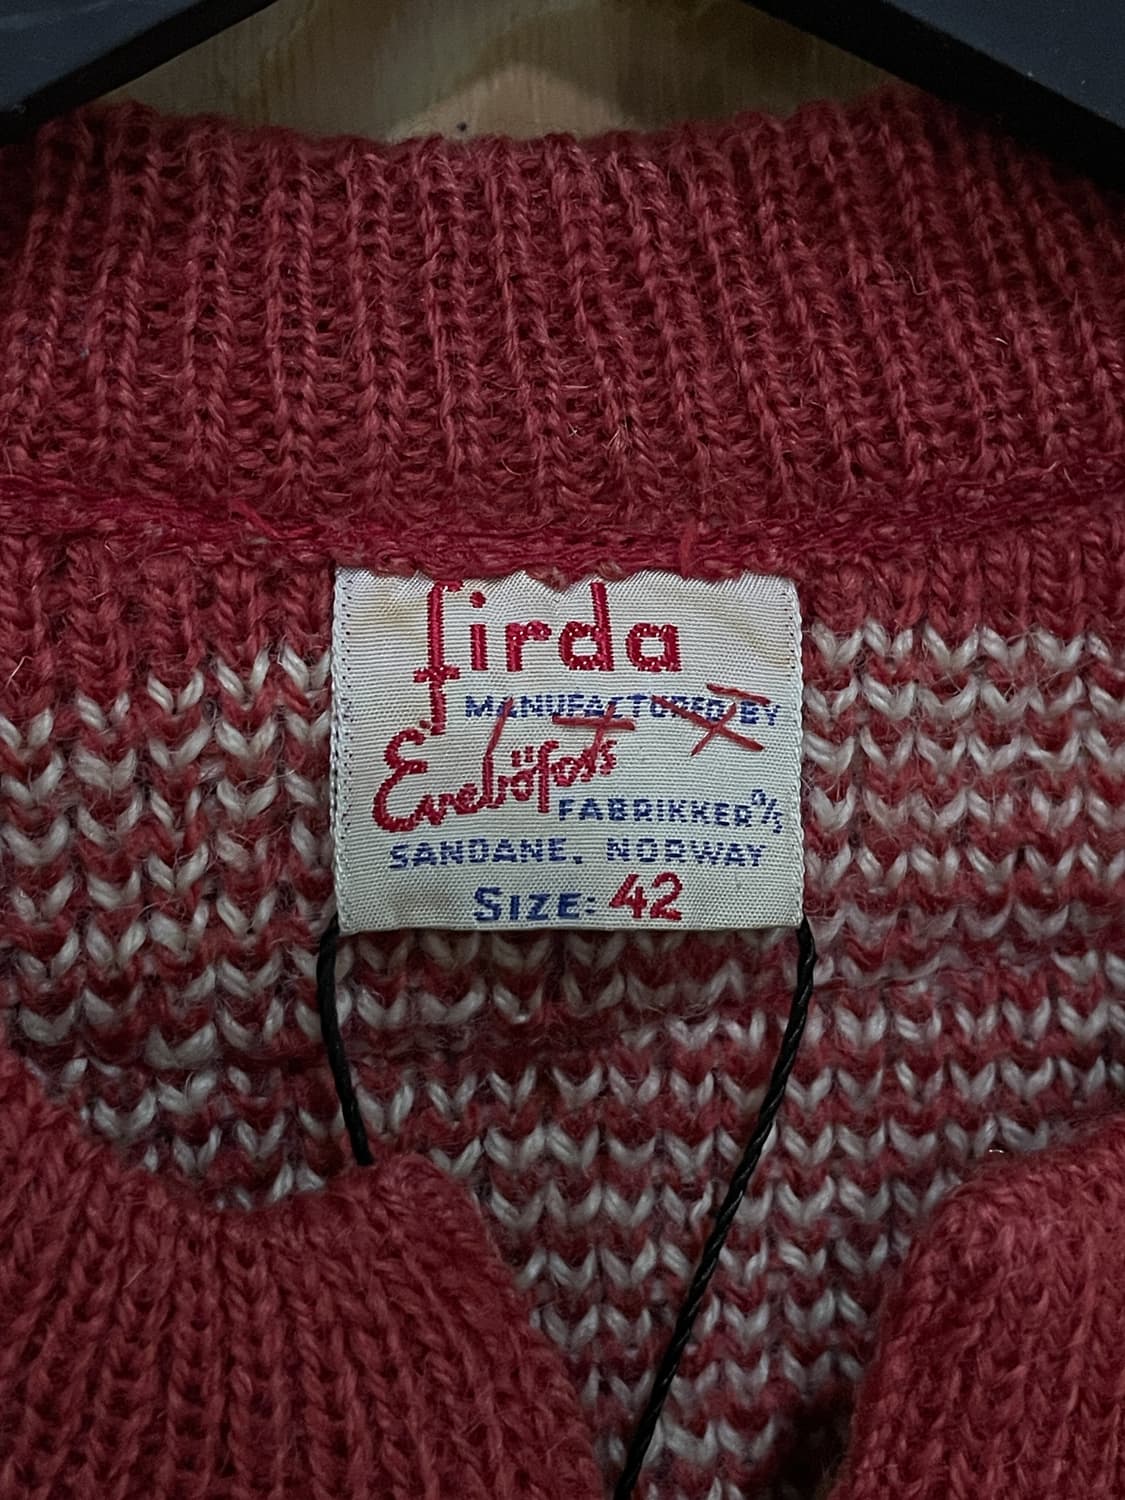 firda
MANUFACTURED BY
Evebøfoss
FABRIKKER A/S
SANDANE, NORWAY
SIZE: 42